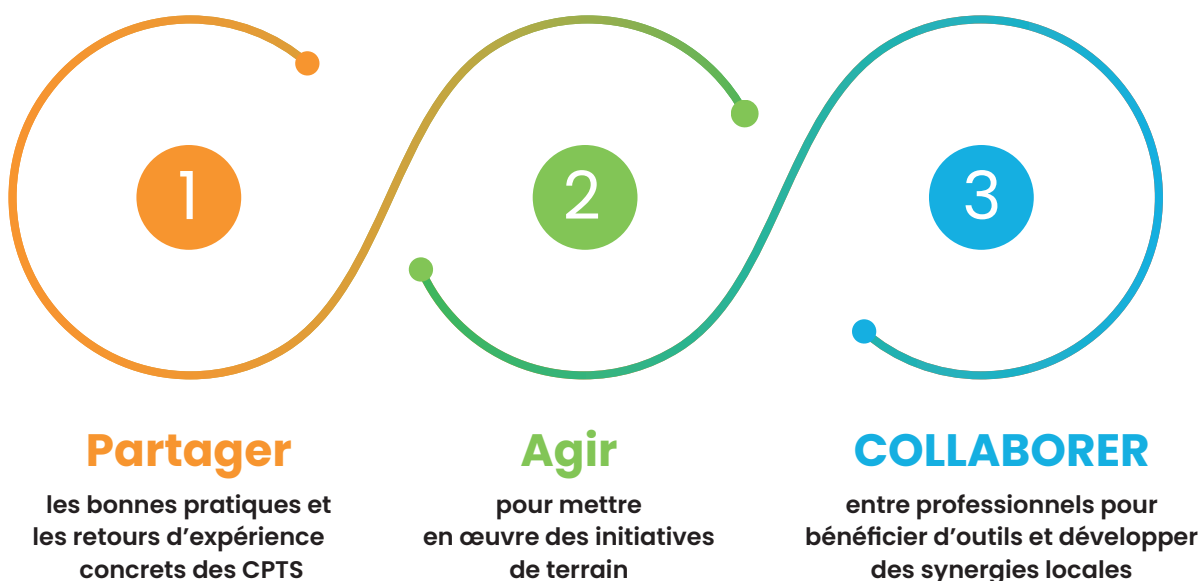 1
2
3
Partager
les bonnes pratiques et
les retours d’expérience
concrets des CPTS
Agir
pour mettre
en œuvre des initiatives
de terrain
COLLABORER
entre professionnels pour
bénéficier d’outils et développer
des synergies locales